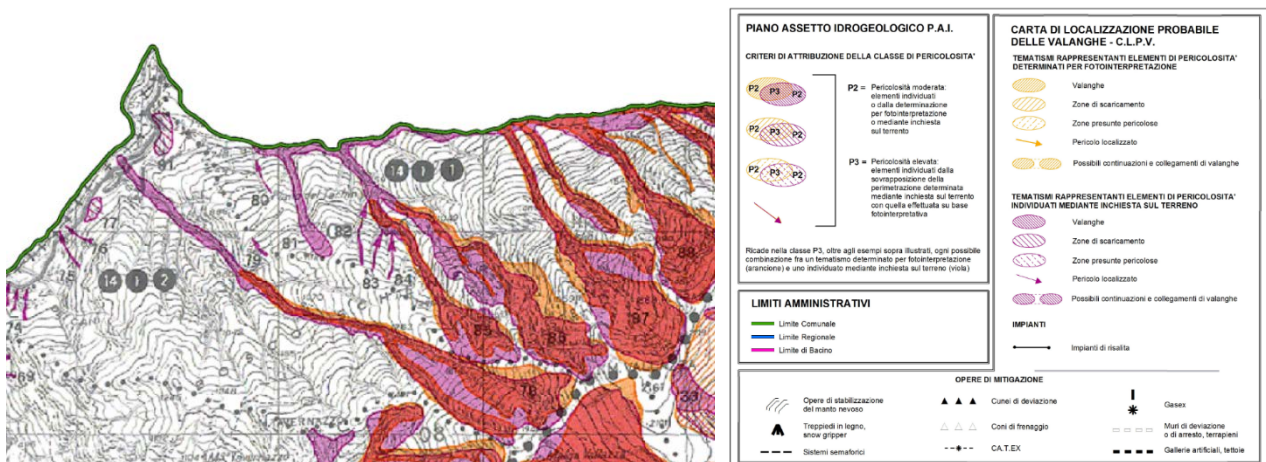 91
77
76
80
79
81
82
83
84
14 0 1
14 0 2
74
69
85
86
87
88
78
33
PIANO ASSETTO IDROGEOLOGICO P.A.I.
CRITERI DI ATTRIBUZIONE DELLA CLASSE DI PERICOLOSITA'
P2 P3 P2
P2 P3 P2
P2 P3 P2
P2 = Pericolosità moderata:
elementi individuati
o dalla determinazione
per fotointerpretazione
o mediante inchiesta
sul terrento
P3 = Pericolosità elevata:
elementi individuati dalla
sovrapposizione della
perimetrazione determinata
mediante inchiesta sul terreno
con quella effettuata su base
fotointerpretativa
Ricade nella classe P3, oltre agli esempi sopra illustrati, ogni possibile
combinazione fra un tematismo determinato per fotointerpretazione
(arancione) e uno individuato mediante inchiesta sul terreno (viola)
LIMITI AMMINISTRATIVI
Limite Comunale
Limite Regionale
Limite di Bacino
CARTA DI LOCALIZZAZIONE PROBABILE
DELLE VALANGHE - C.L.P.V.
TEMATISMI RAPPRESENTANTI ELEMENTI DI PERICOLOSITA'
DETERMINATI PER FOTOINTERPRETAZIONE
Valanghe
Zone di scaricamento
Zone presunte pericolose
Pericolo localizzato
Possibili continuazioni e collegamenti di valanghe
TEMATISMI RAPPRESENTANTI ELEMENTI DI PERICOLOSITA'
INDIVIDUATI MEDIANTE INCHIESTA SUL TERRENO
Valanghe
Zone di scaricamento
Zone presunte pericolose
Pericolo localizzato
Possibili continuazioni e collegamenti di valanghe
IMPIANTI
Impianti di risalita
OPERE DI MITIGAZIONE
Opere di stabilizzazione
del manto nevoso
Treppiedi in legno,
snow gripper
Sistemi semaforici
Cunei di deviazione
Coni di frenaggio
CA.T.EX
Gasex
Muri di deviazione
o di arresto, terrapieni
Gallerie artificiali, tettoie